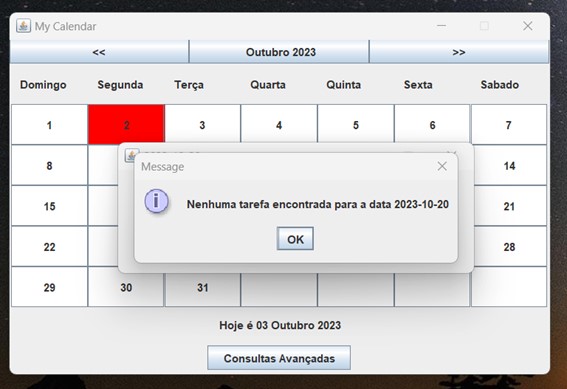 My Calendar
<< Outubro 2023 >>
Domingo Segunda Terça Quarta Quinta Sexta Sabado
1 2 3 4 5 6 7
8 14
Message
Nenhuma tarefa encontrada para a data 2023-10-20
15 21
OK
22 28
29 30 31
Hoje é 03 Outubro 2023
Consultas Avançadas